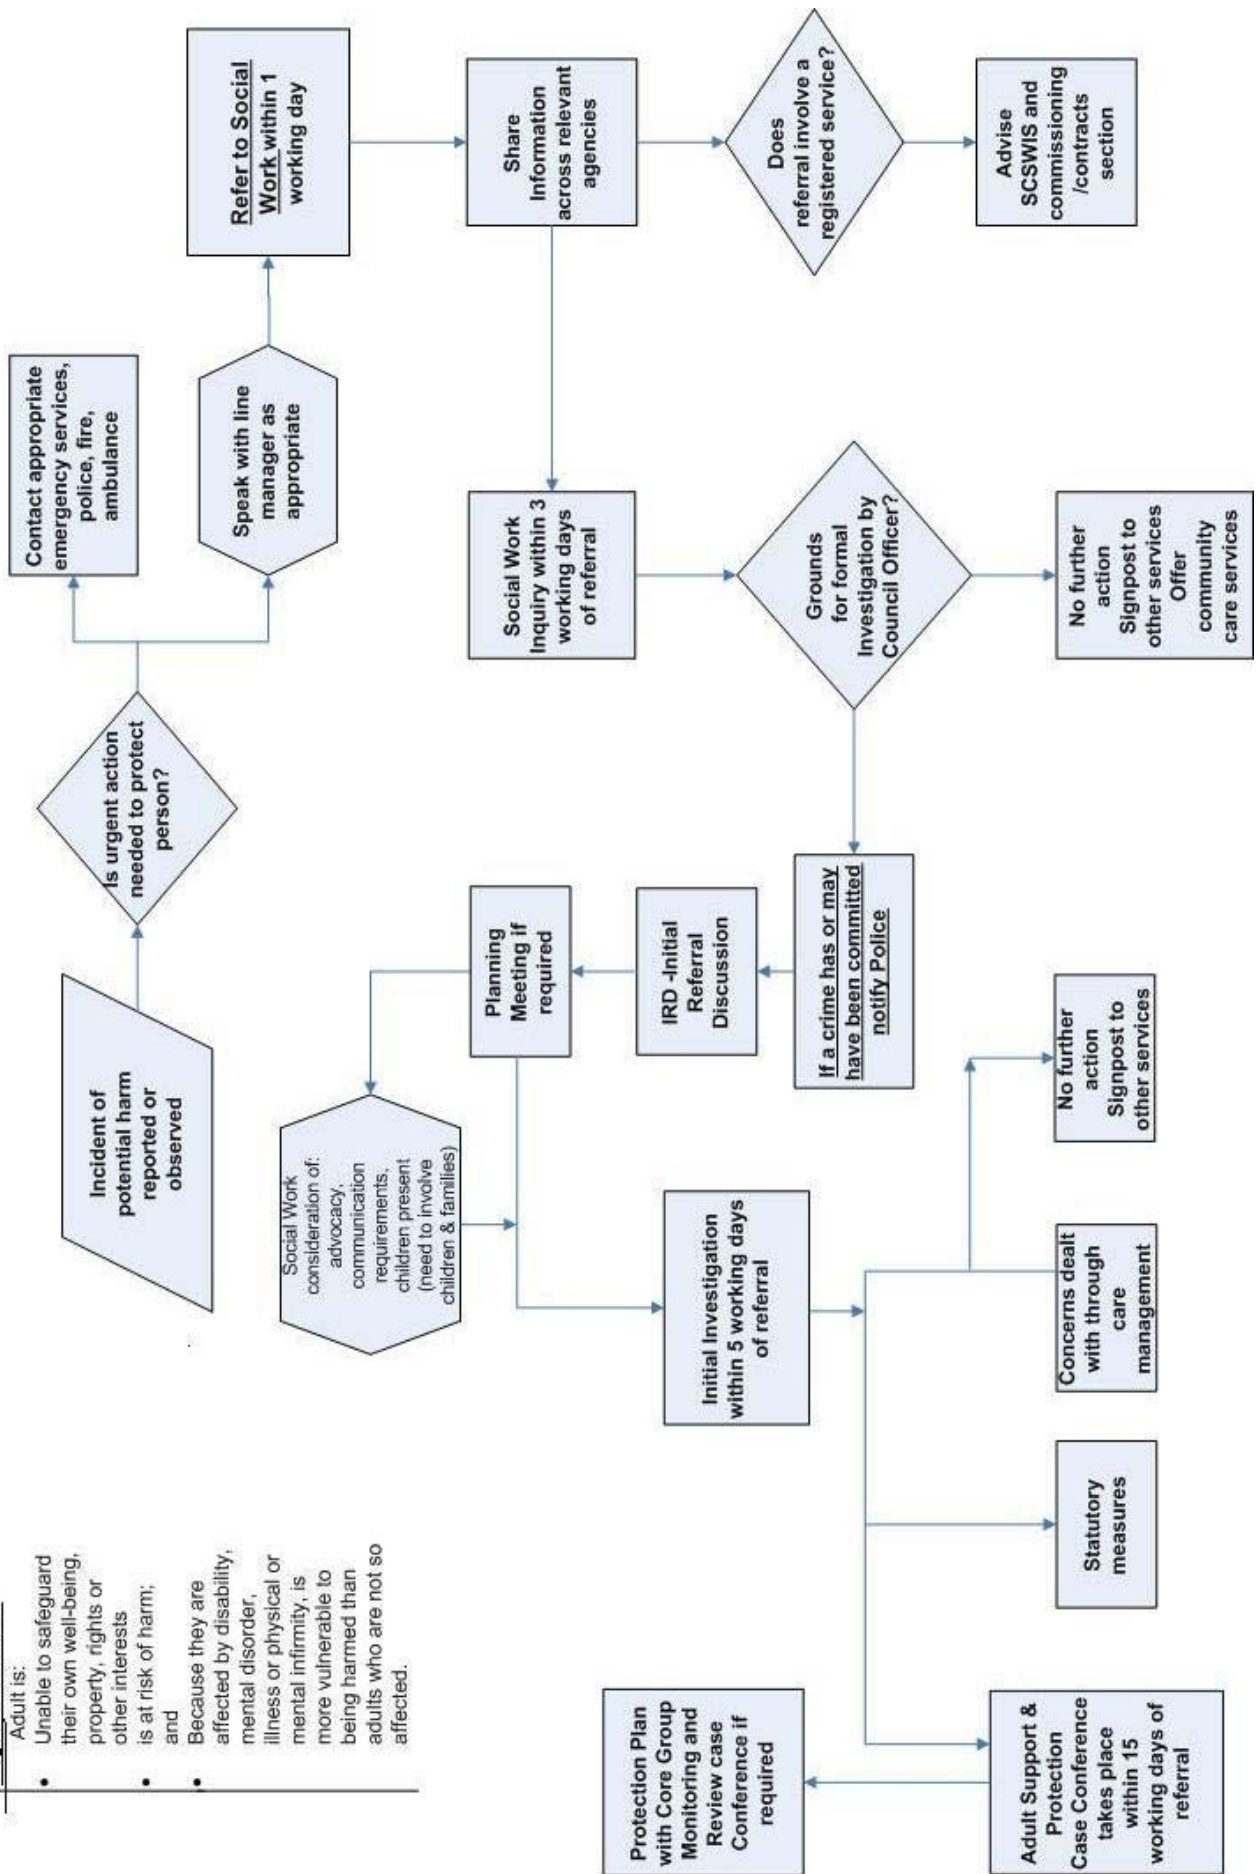 Adult is:
• Unable to safeguard
their own well-being,
property, rights or
other interests
• is at risk of harm;
and
• Because they are
affected by disability,
mental disorder,
illness or physical or
mental infirmity, is
more vulnerable to
being harmed than
adults who are not so
affected.
Incident of
potential harm
reported or
observed
Is urgent action
needed to protect
person?
Contact appropriate
emergency services,
police, fire,
ambulance
Speak with line
manager as
appropriate
Refer to Social
Work within 1
working day
Share
Information
across relevant
agencies
Does
referral involve a
registered service?
Advise
SCSWIS and
commissioning
/contracts
section
Social Work
Inquiry within 3
working days
of referral
Grounds
for formal
Investigation by
Council Officer?
No further
action
Signpost to
other services
Offer
community
care services
If a crime has or may
have been committed
notify Police
IRD -Initial
Referral
Discussion
Planning
Meeting if
required
Social Work
consideration of:
advocacy,
communication
requirements,
children present
(need to involve
children & families)
Initial Investigation
within 5 working days
of referral
No further
action
Signpost to
other services
Concerns dealt
with through
care
management
Statutory
measures
Adult Support &
Protection
Case Conference
takes place
within 15
working days of
referral
Protection Plan
with Core Group
Monitoring and
Review case
Conference if
required